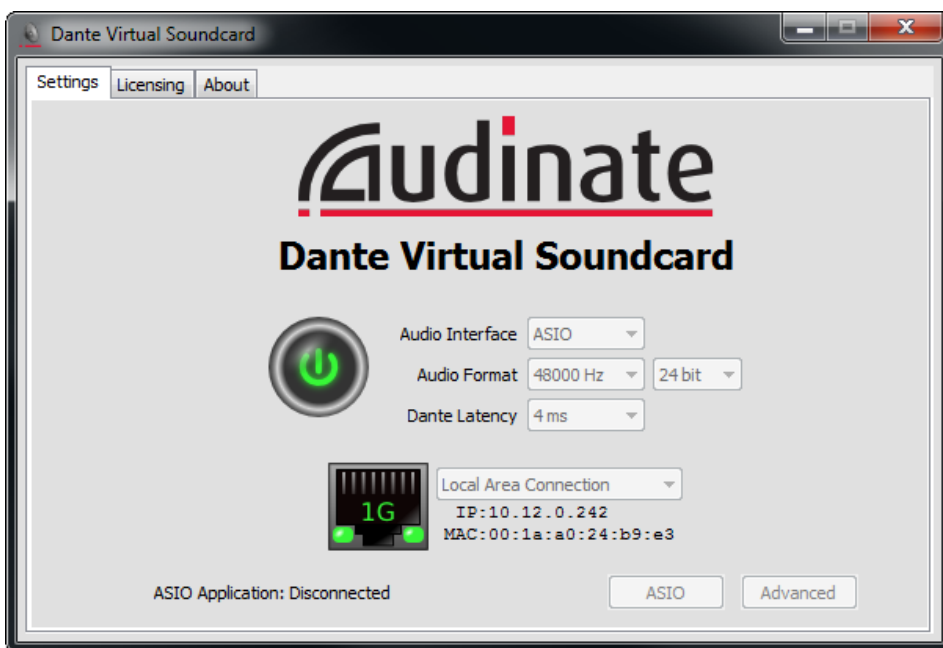 Dante Virtual Soundcard
Settings Licensing About
Audinate
Dante Virtual Soundcard
Audio Interface ASIO
Audio Format 48000 Hz 24 bit
Dante Latency 4 ms
1G
Local Area Connection
IP:10.12.0.242
MAC:00:1a:a0:24:b9:e3
ASIO Application: Disconnected ASIO Advanced